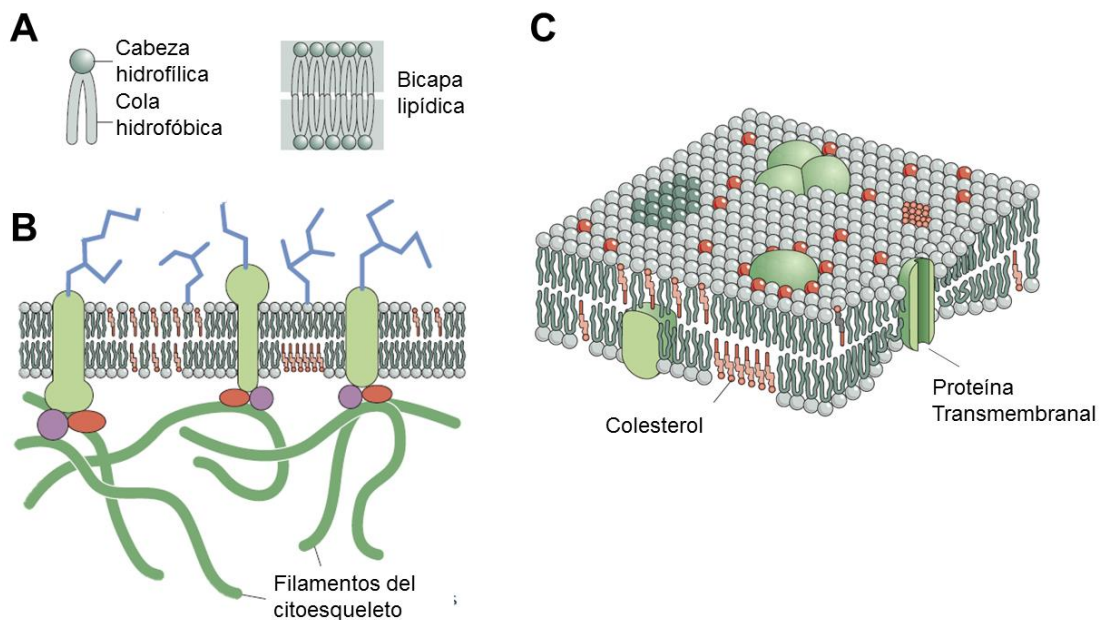 A
Cabeza
hidrofílica
Cola
hidrofóbica
Bicapa
lipídica
B
Filamentos del
citoesqueleto
C
Colesterol
Proteína
Transmembranal